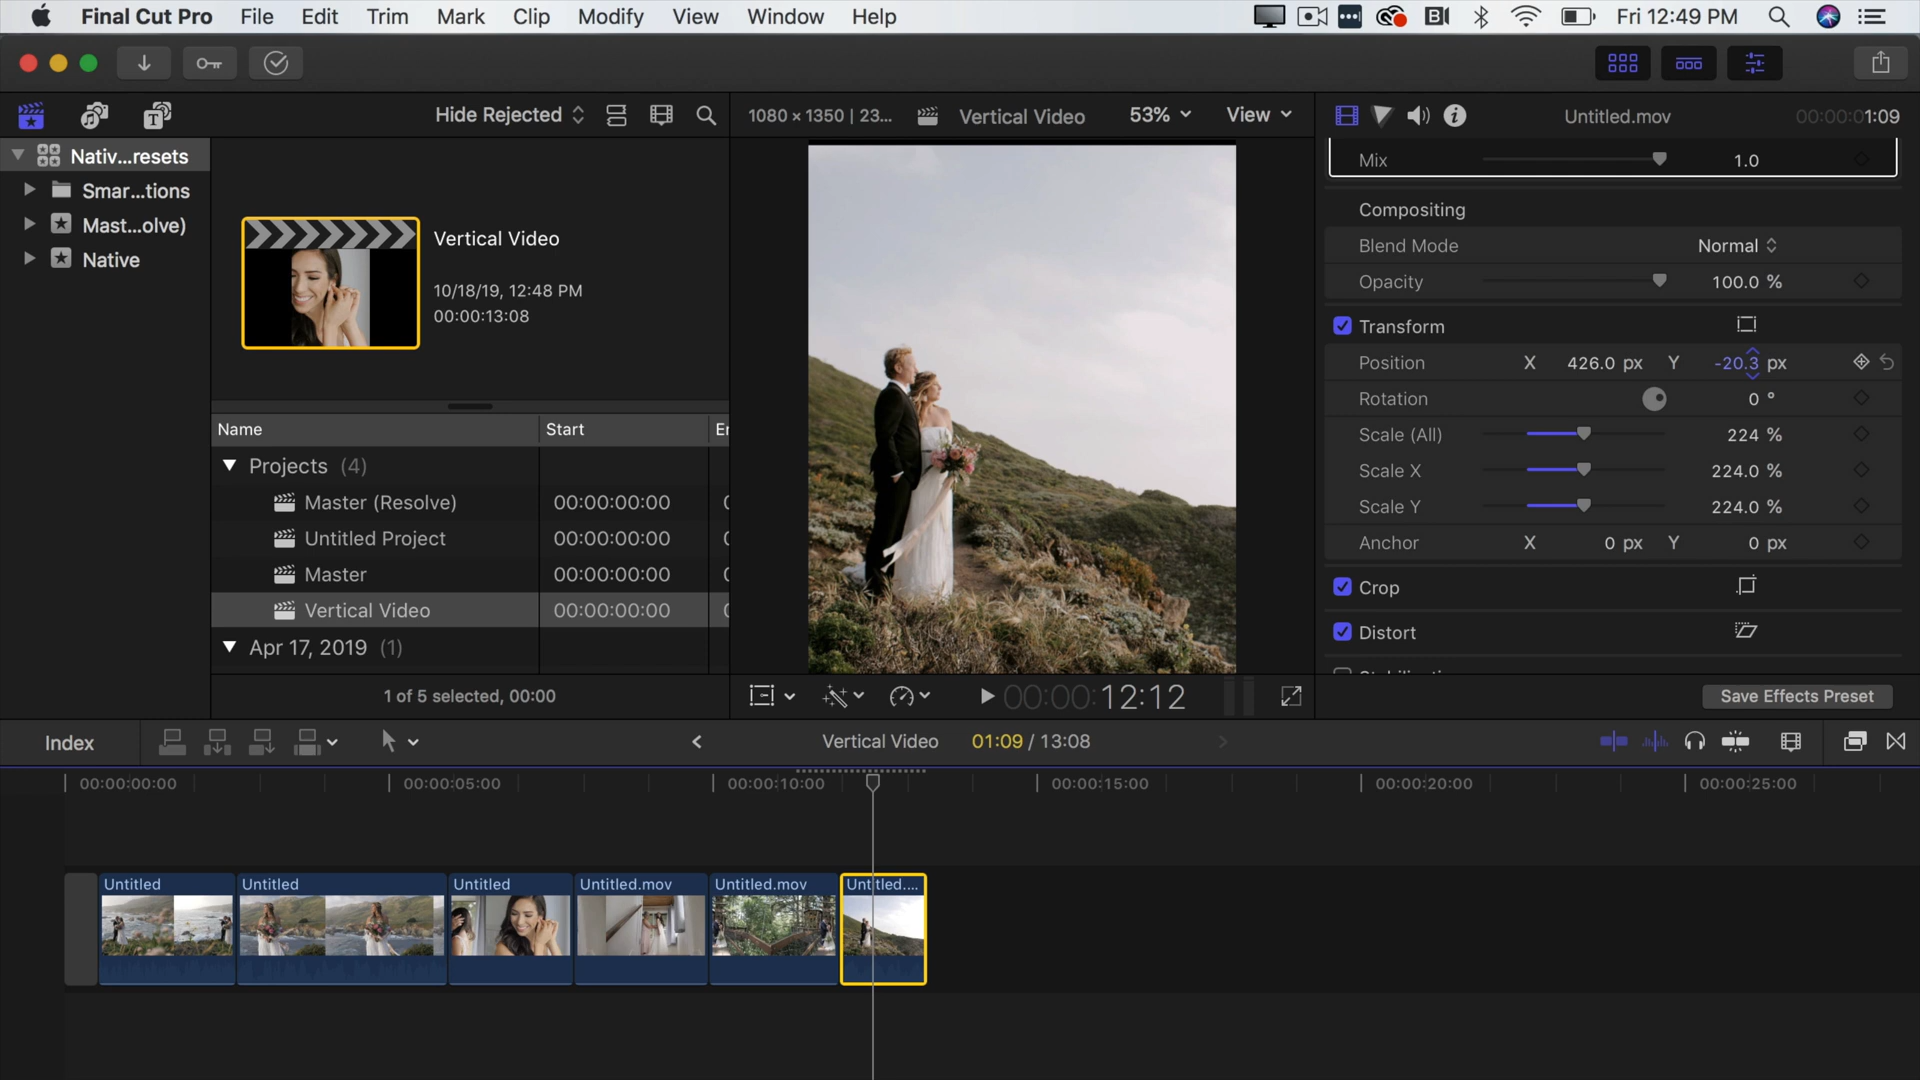 Final Cut Pro File Edit Trim Mark Clip Modify View Window Help Fri 12:49 PM
Hide Rejected 1080 × 1350 | 23... Vertical Video 53% View Untitled.mov 00:00:01:09
Nativ...resets
Smar...tions
Mast...olve)
Native
Vertical Video
10/18/19, 12:48 PM
00:00:13:08
Name Start
Projects (4)
Master (Resolve) 00:00:00:00
Untitled Project 00:00:00:00
Master 00:00:00:00
Vertical Video 00:00:00:00
Apr 17, 2019 (1)
1 of 5 selected, 00:00
00:00:12:12
Mix 1.0
Compositing
Blend Mode Normal
Opacity 100.0 %
Transform
Position X 426.0 px Y -20.3 px
Rotation 0 °
Scale (All) 224 %
Scale X 224.0 %
Scale Y 224.0 %
Anchor X 0 px Y 0 px
Crop
Distort
Save Effects Preset
Index Vertical Video 01:09 / 13:08
00:00:00:00 00:00:05:00 00:00:10:00 00:00:15:00 00:00:20:00 00:00:25:00
Untitled Untitled Untitled Untitled.mov Untitled.mov Untitled....